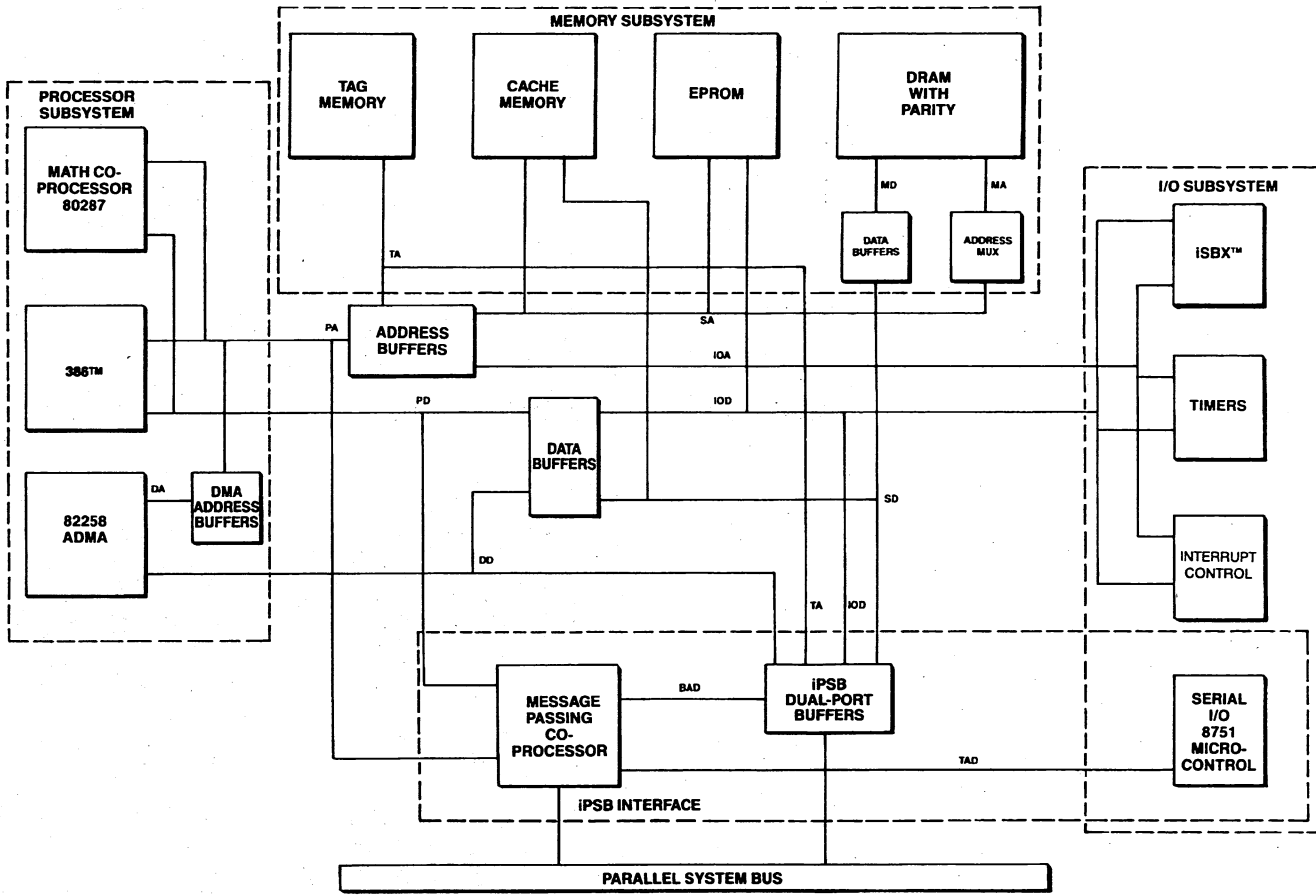 MEMORY SUBSYSTEM
TAG
MEMORY
CACHE
MEMORY
EPROM
DRAM
WITH
PARITY
MD
MA
DATA
BUFFERS
ADDRESS
MUX
TA
PROCESSOR
SUBSYSTEM
MATH CO-
PROCESSOR
80287
386™
82258
ADMA
DA
DMA
ADDRESS
BUFFERS
PA
ADDRESS
BUFFERS
SA
IOA
PD
IOD
DATA
BUFFERS
SD
DD
TA
IOD
I/O SUBSYSTEM
iSBX™
TIMERS
INTERRUPT
CONTROL
MESSAGE
PASSING
CO-
PROCESSOR
BAD
iPSB
DUAL-PORT
BUFFERS
TAD
SERIAL
I/O
8751
MICRO-
CONTROL
iPSB INTERFACE
PARALLEL SYSTEM BUS